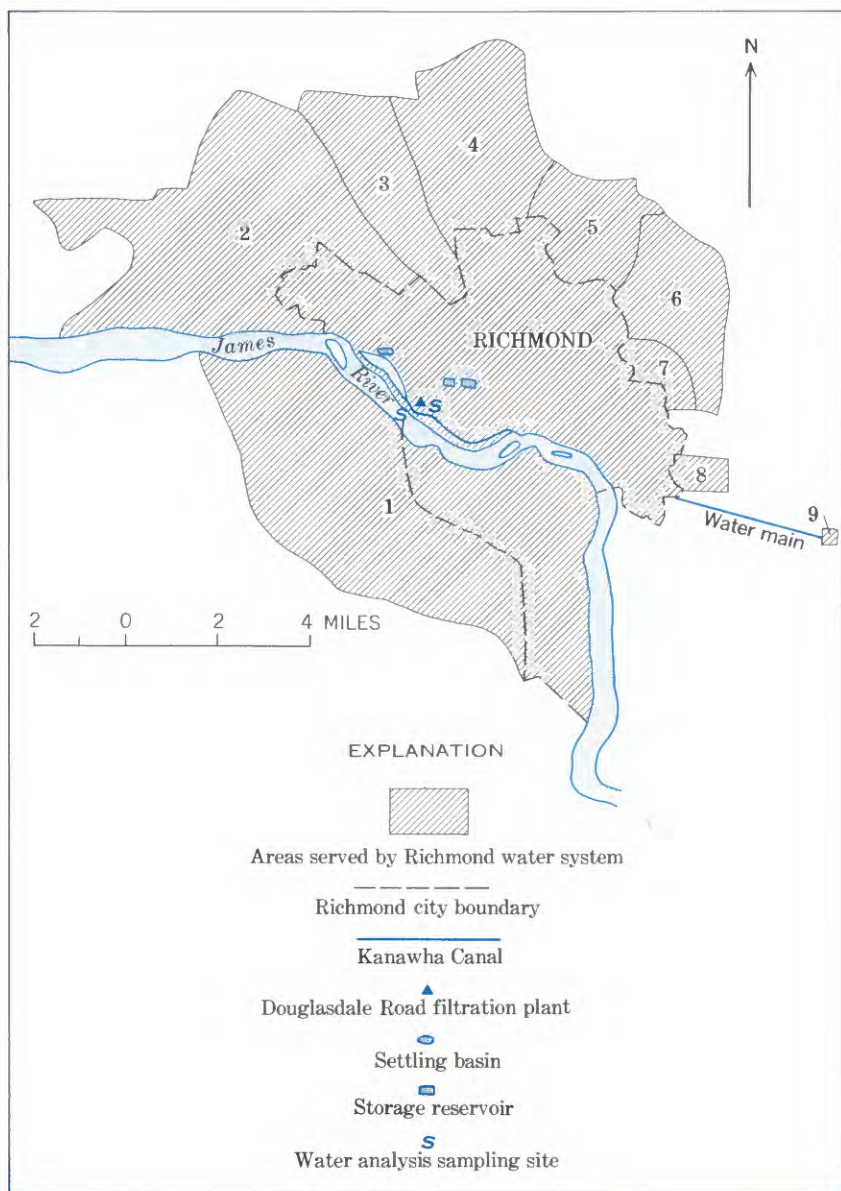 N
4
3
5
2
6
James
RICHMOND
River
7
S
S
8
1
9
Water main
2 0 2 4 MILES
EXPLANATION
Areas served by Richmond water system
Richmond city boundary
Kanawha Canal
Douglasdale Road filtration plant
Settling basin
Storage reservoir
S
Water analysis sampling site